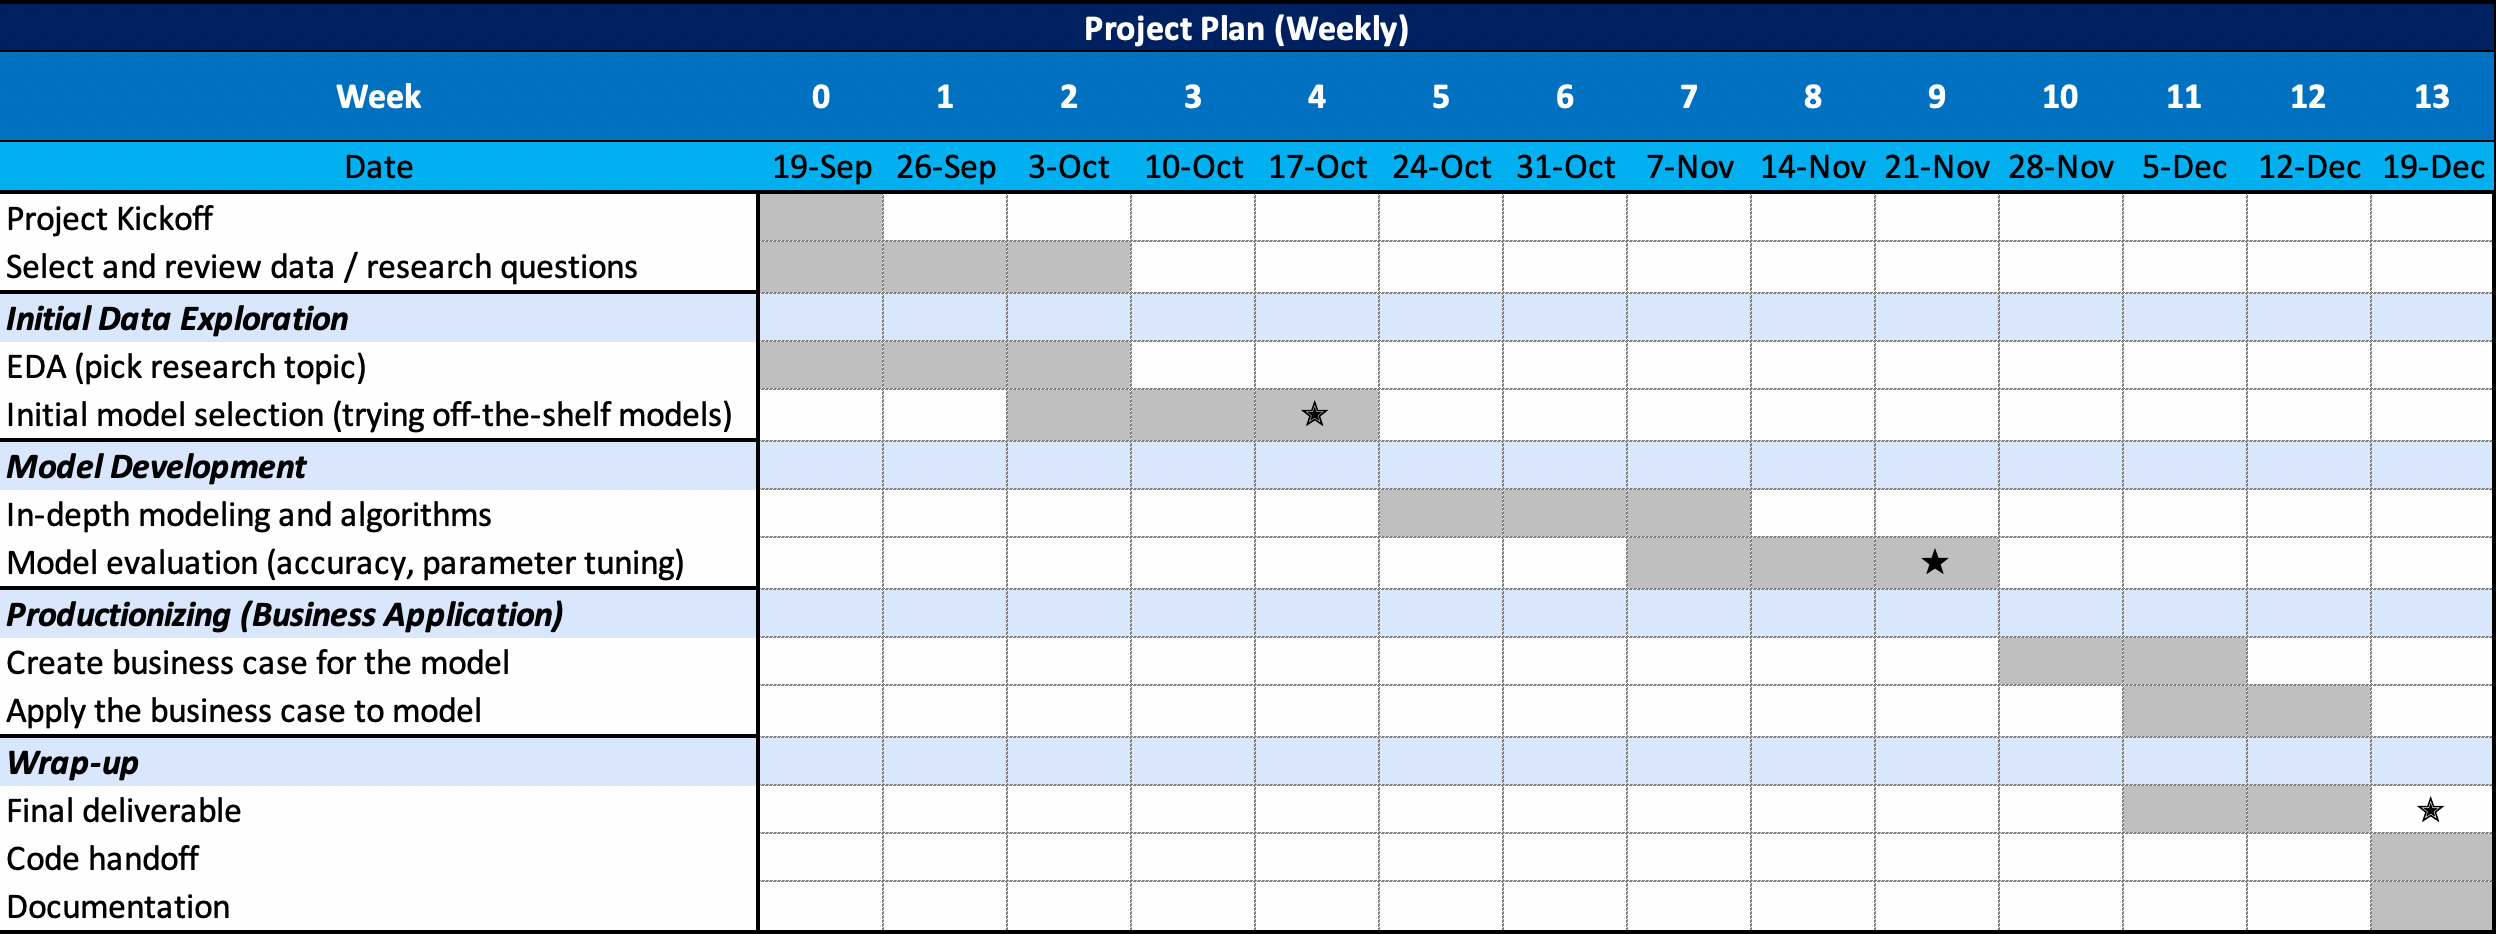 Project Plan (Weekly)
Week 0 1 2 3 4 5 6 7 8 9 10 11 12 13
Date 19-Sep 26-Sep 3-Oct 10-Oct 17-Oct 24-Oct 31-Oct 7-Nov 14-Nov 21-Nov 28-Nov 5-Dec 12-Dec 19-Dec
Project Kickoff
Select and review data / research questions
Initial Data Exploration
EDA (pick research topic)
Initial model selection (trying off-the-shelf models)
Model Development
In-depth modeling and algorithms
Model evaluation (accuracy, parameter tuning)
Productionizing (Business Application)
Create business case for the model
Apply the business case to model
Wrap-up
Final deliverable
Code handoff
Documentation